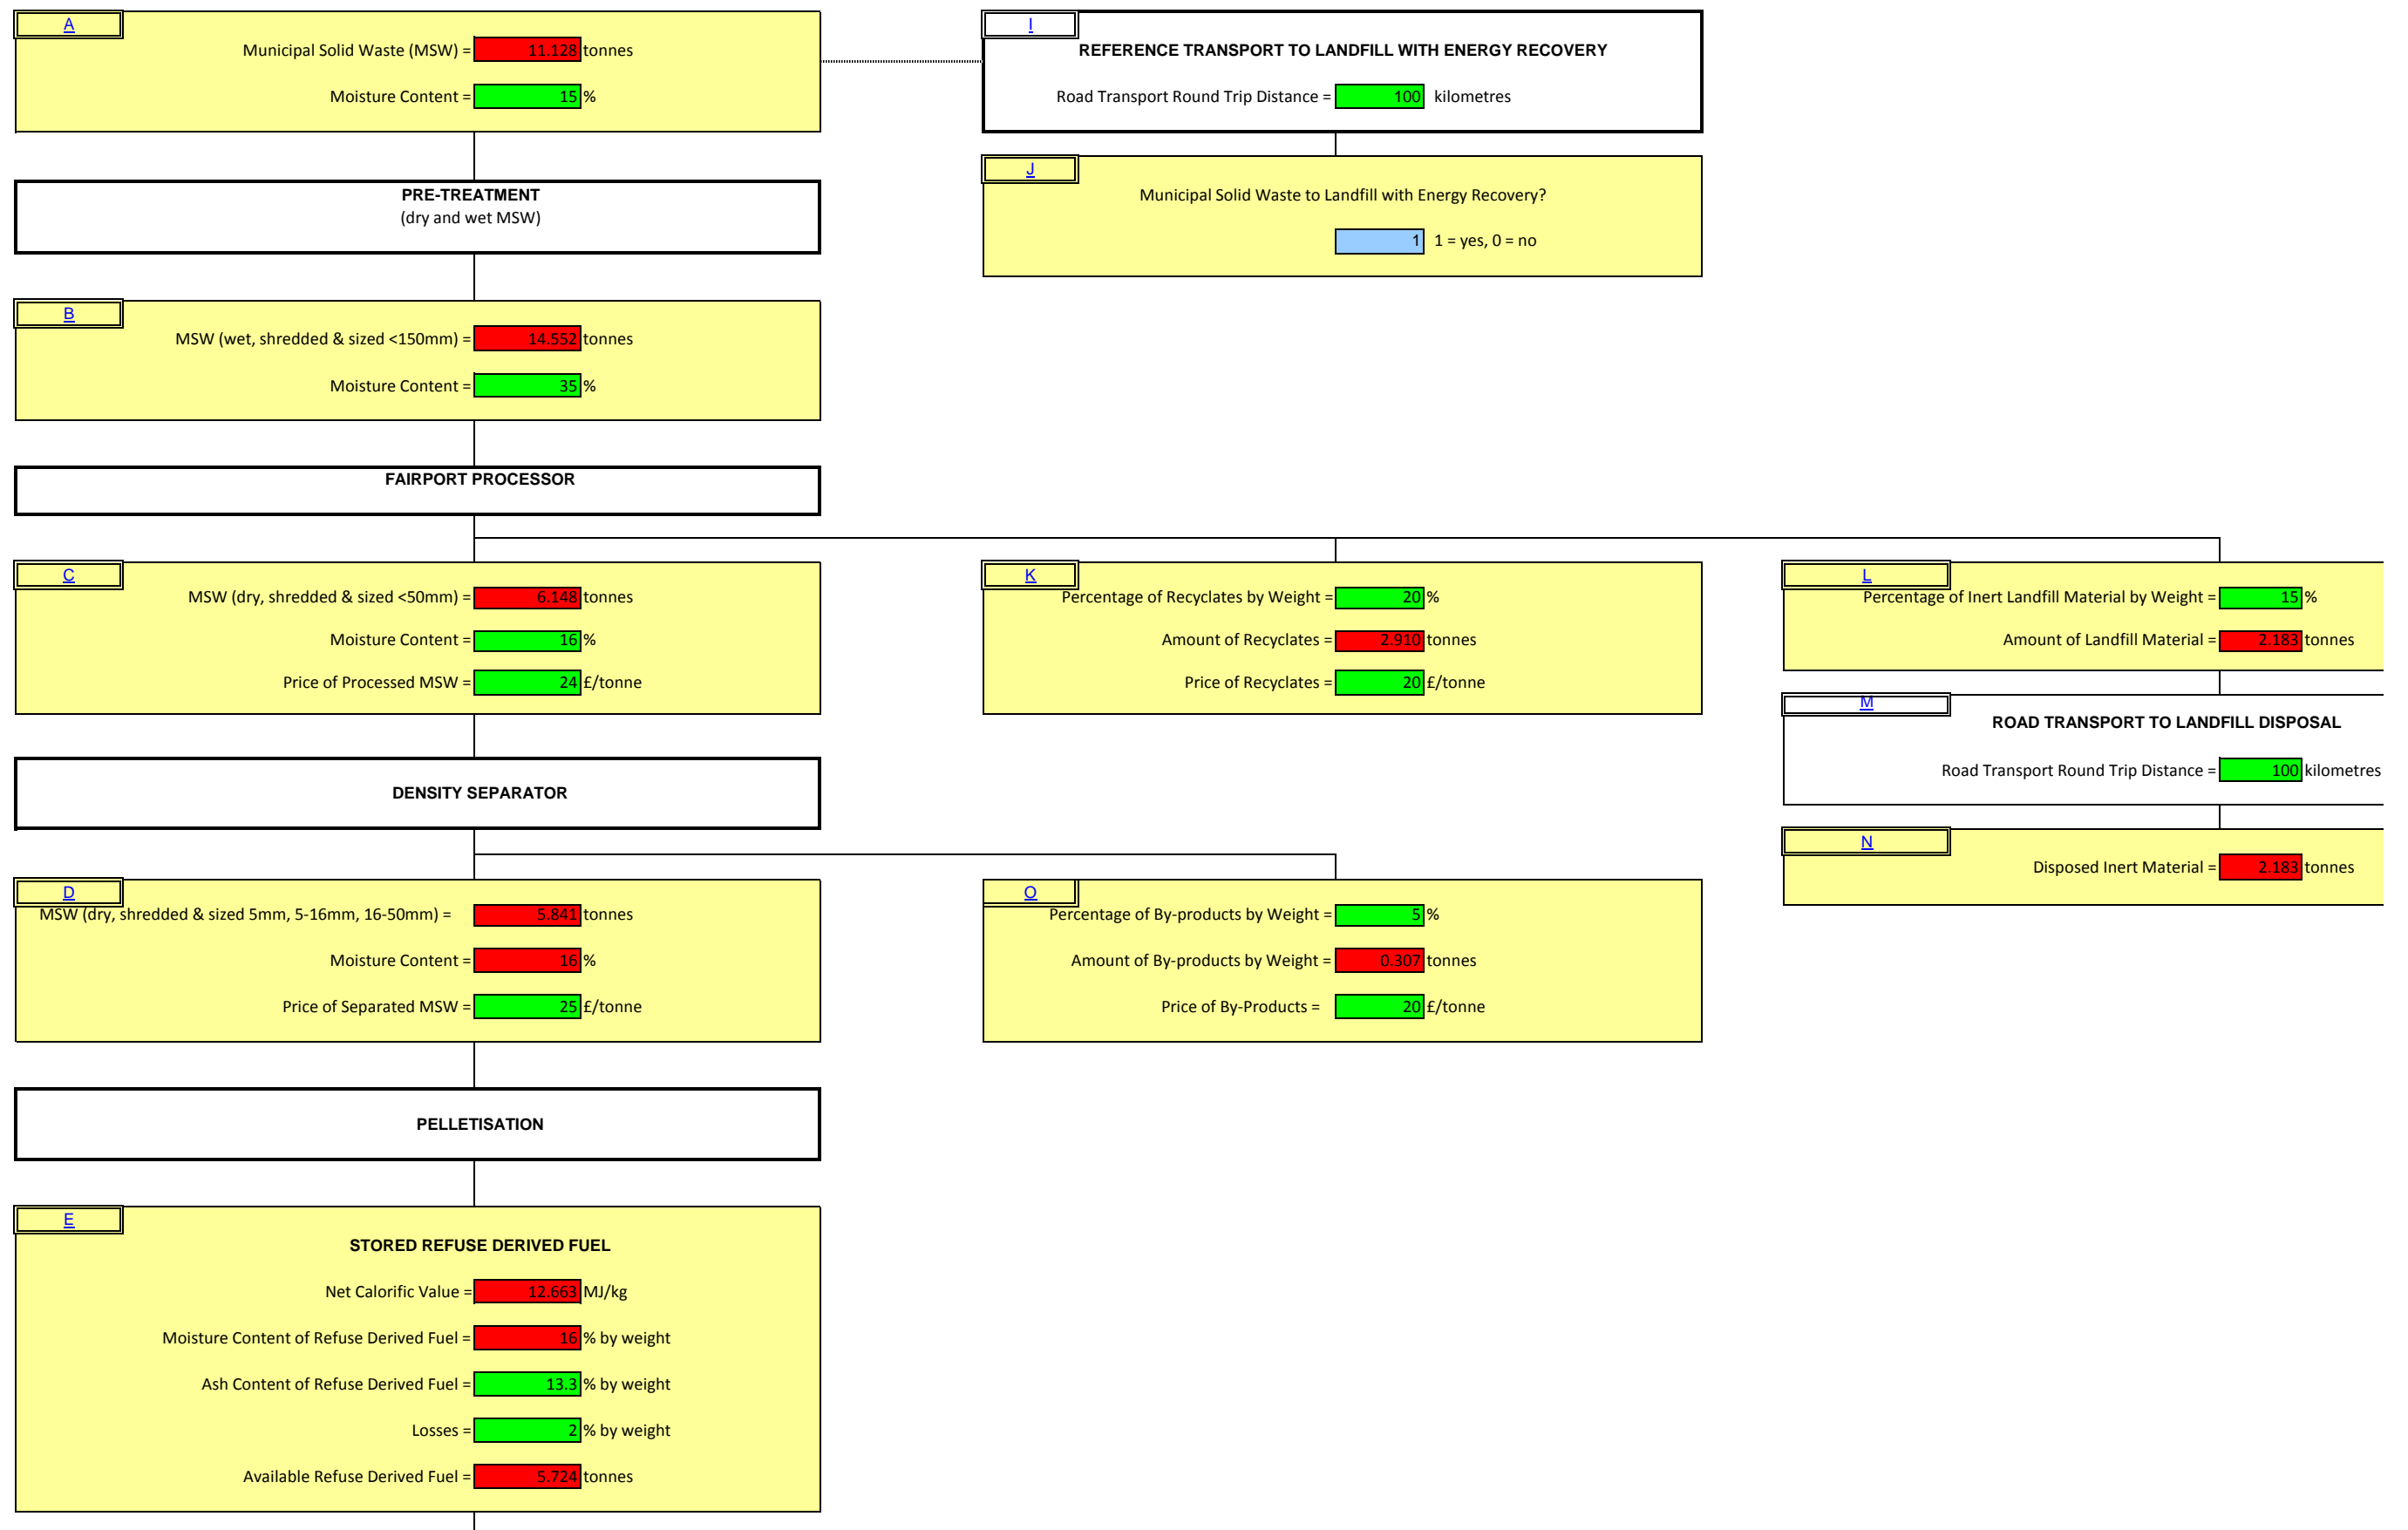 A
Municipal Solid Waste (MSW) = 11.128 tonnes
Moisture Content = 15 %
I
REFERENCE TRANSPORT TO LANDFILL WITH ENERGY RECOVERY
Road Transport Round Trip Distance = 100 kilometres
J
Municipal Solid Waste to Landfill with Energy Recovery?
1 1 = yes, 0 = no
PRE-TREATMENT
(dry and wet MSW)
B
MSW (wet, shredded & sized <150mm) = 14.552 tonnes
Moisture Content = 35 %
FAIRPORT PROCESSOR
C
MSW (dry, shredded & sized <50mm) = 6.148 tonnes
Moisture Content = 16 %
Price of Processed MSW = 24 £/tonne
K
Percentage of Recyclates by Weight = 20 %
Amount of Recyclates = 2.910 tonnes
Price of Recyclates = 20 £/tonne
L
Percentage of Inert Landfill Material by Weight = 15 %
Amount of Landfill Material = 2.183 tonnes
M
ROAD TRANSPORT TO LANDFILL DISPOSAL
Road Transport Round Trip Distance = 100 kilometres
N
Disposed Inert Material = 2.183 tonnes
DENSITY SEPARATOR
D
MSW (dry, shredded & sized 5mm, 5-16mm, 16-50mm) = 5.841 tonnes
Moisture Content = 16 %
Price of Separated MSW = 25 £/tonne
O
Percentage of By-products by Weight = 5 %
Amount of By-products by Weight = 0.307 tonnes
Price of By-Products = 20 £/tonne
PELLETISATION
E
STORED REFUSE DERIVED FUEL
Net Calorific Value = 12.663 MJ/kg
Moisture Content of Refuse Derived Fuel = 16 % by weight
Ash Content of Refuse Derived Fuel = 13.3 % by weight
Losses = 2 % by weight
Available Refuse Derived Fuel = 5.724 tonnes